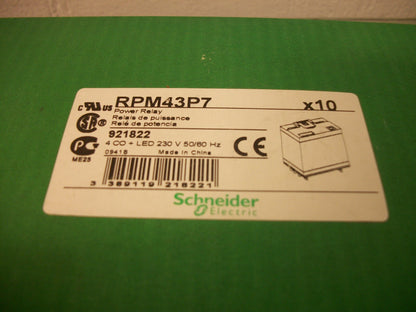 RPM43P7 x10
Power Relay
Relais de puissance
Relé de potencia
921822
4 CO + LED 230 V 50/60 Hz
09416 Made in China
ME25
CE
3 389119 218221
Schneider
Electric